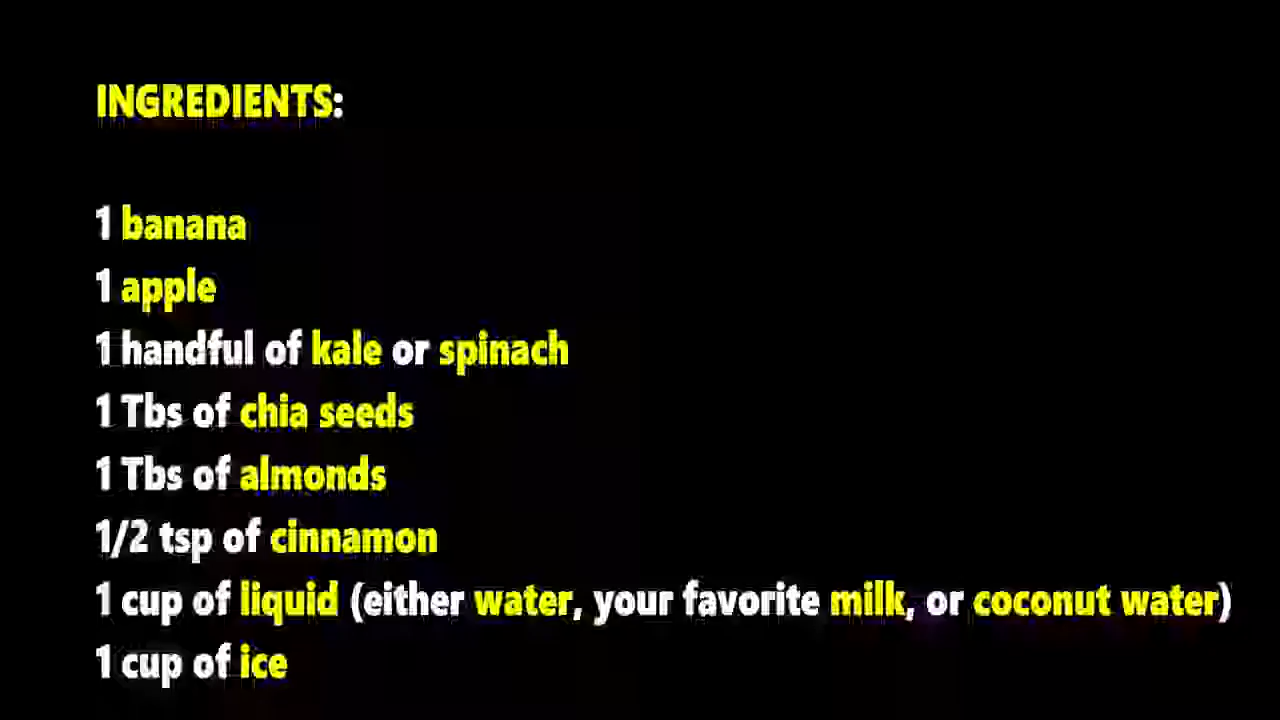 INGREDIENTS:
1 banana
1 apple
1 handful of kale or spinach
1 Tbs of chia seeds
1 Tbs of almonds
1/2 tsp of cinnamon
1 cup of liquid (either water, your favorite milk, or coconut water)
1 cup of ice